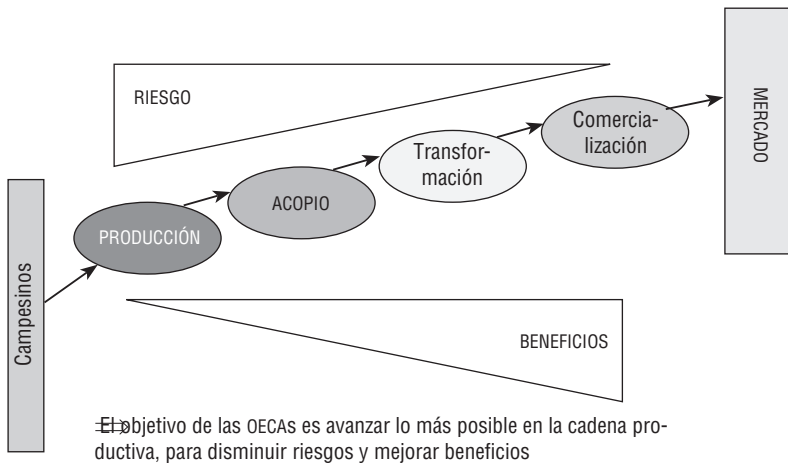 RIESGO
MERCADO
Comercia-
lización
Transfor-
mación
ACOPIO
PRODUCCIÓN
Campesinos
BENEFICIOS
El objetivo de las OECAs es avanzar lo más posible en la cadena pro-
ductiva, para disminuir riesgos y mejorar beneficios